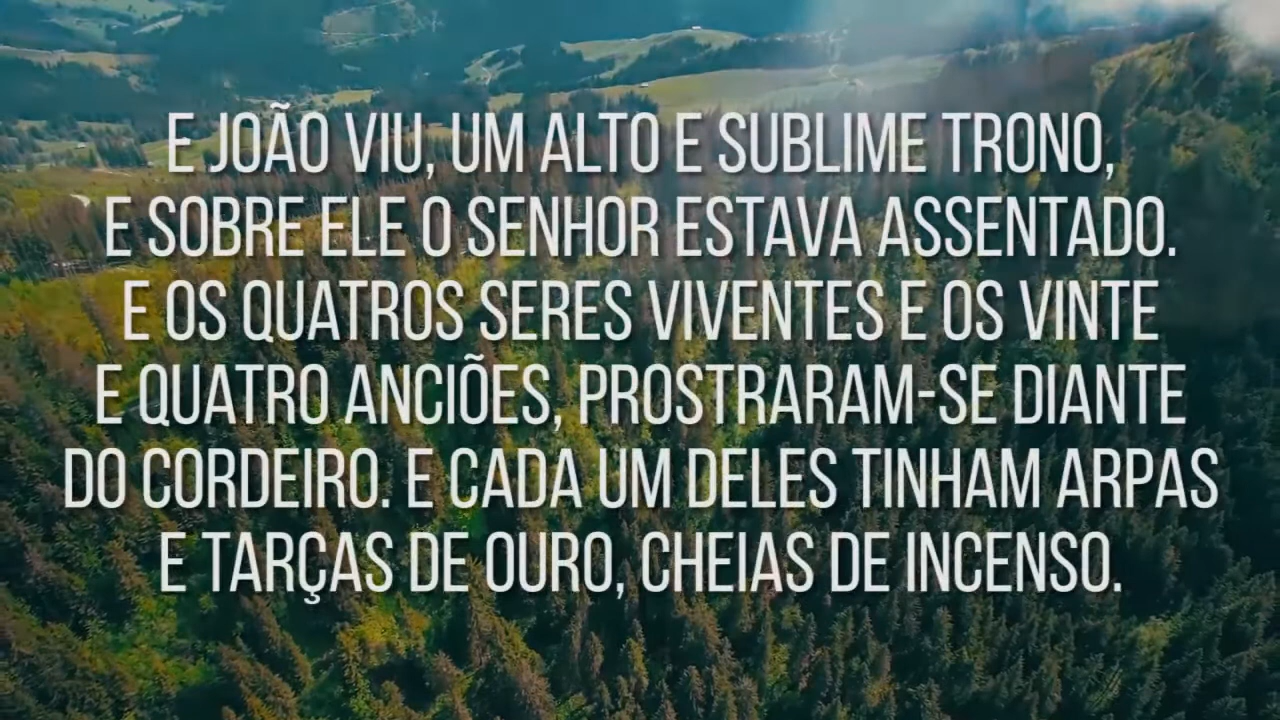 E JOÃO VIU, UM ALTO E SUBLIME TRONO,
E SOBRE ELE O SENHOR ESTAVA ASSENTADO.
E OS QUATROS SERES VIVENTES E OS VINTE
E QUATRO ANCIÕES, PROSTRARAM-SE DIANTE
DO CORDEIRO. E CADA UM DELES TINHAM ARPAS
E TARÇAS DE OURO, CHEIAS DE INCENSO.